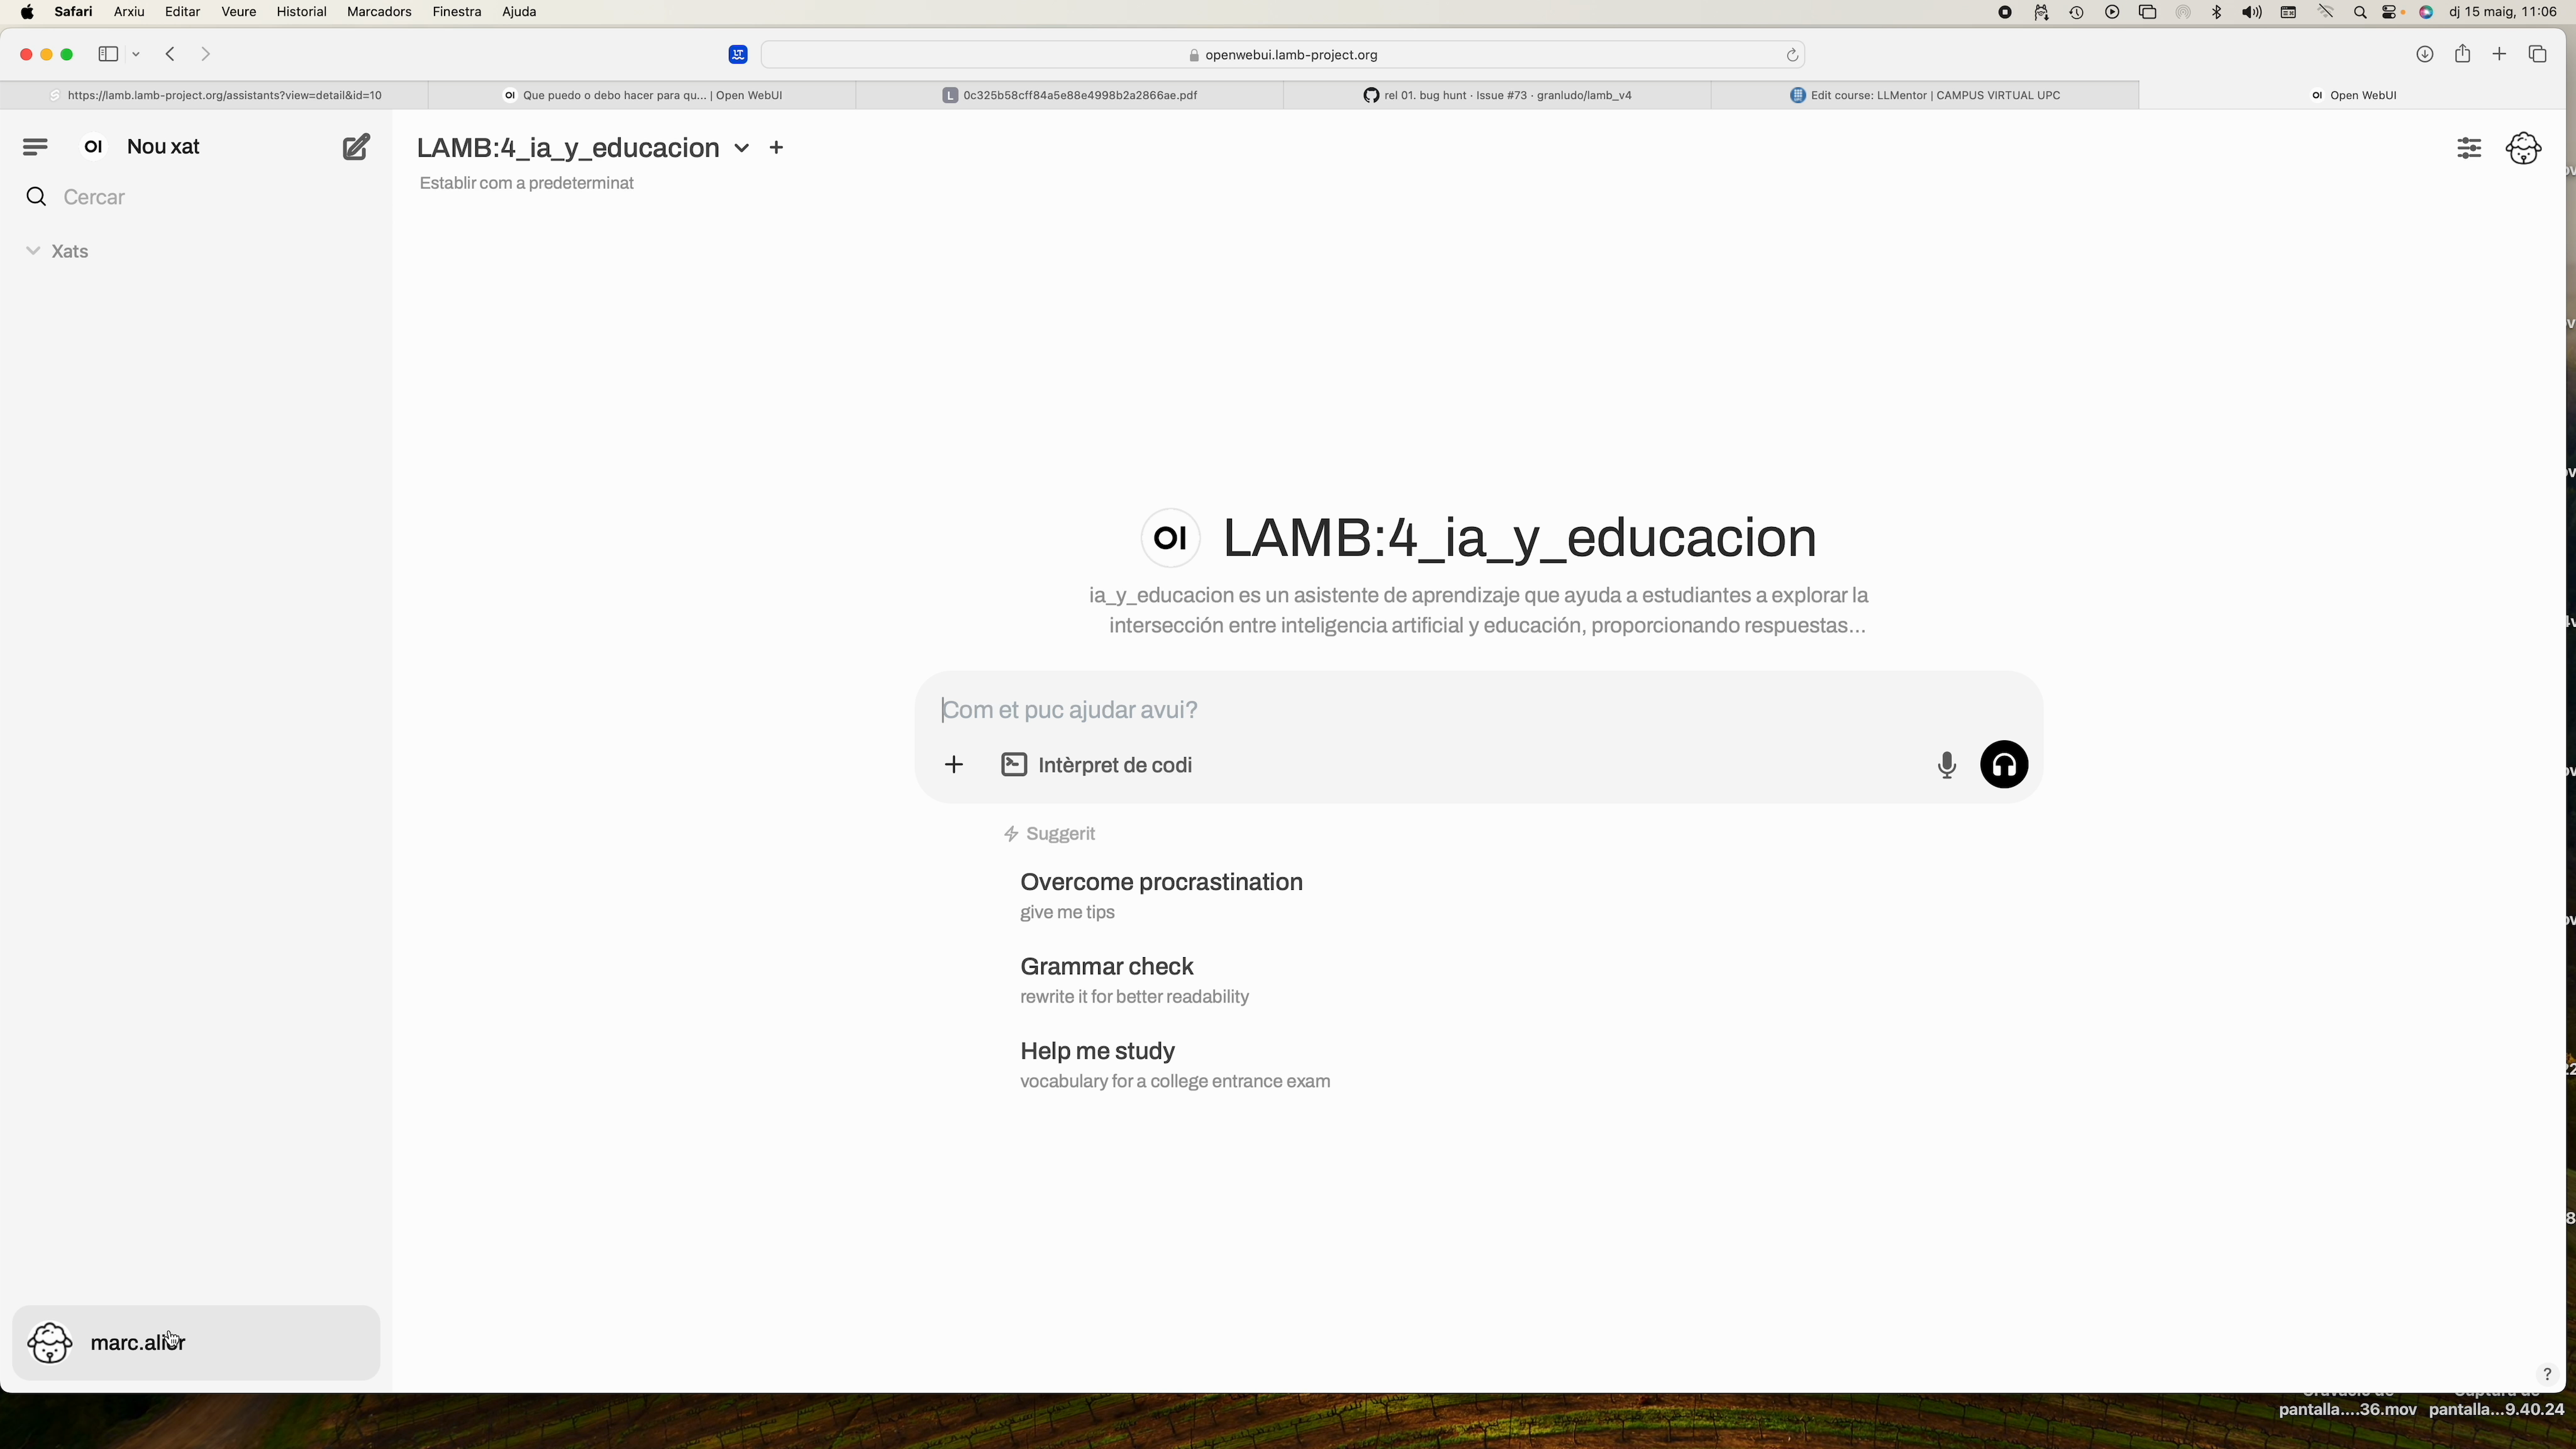 Safari Arxiu Editar Veure Historial Marcadors Finestra Ajuda
dj 15 maig, 11:06
openwebui.lamb-project.org
https://lamb.lamb-project.org/assistants?view=detail&id=10
OI Que puedo o debo hacer para qu... | Open WebUI
L 0c325b58cff84a5e88e4998b2a2866ae.pdf
rel 01. bug hunt · Issue #73 · granludo/lamb_v4
Edit course: LLMentor | CAMPUS VIRTUAL UPC
OI Open WebUI
OI Nou xat
Cercar
Xats
LAMB:4_ia_y_educacion
Establir com a predeterminat
OI LAMB:4_ia_y_educacion
ia_y_educacion es un asistente de aprendizaje que ayuda a estudiantes a explorar la
intersección entre inteligencia artificial y educación, proporcionando respuestas...
Com et puc ajudar avui?
Intèrpret de codi
Suggerit
Overcome procrastination
give me tips
Grammar check
rewrite it for better readability
Help me study
vocabulary for a college entrance exam
marc.alier
?
pantalla....36.mov pantalla...9.40.24